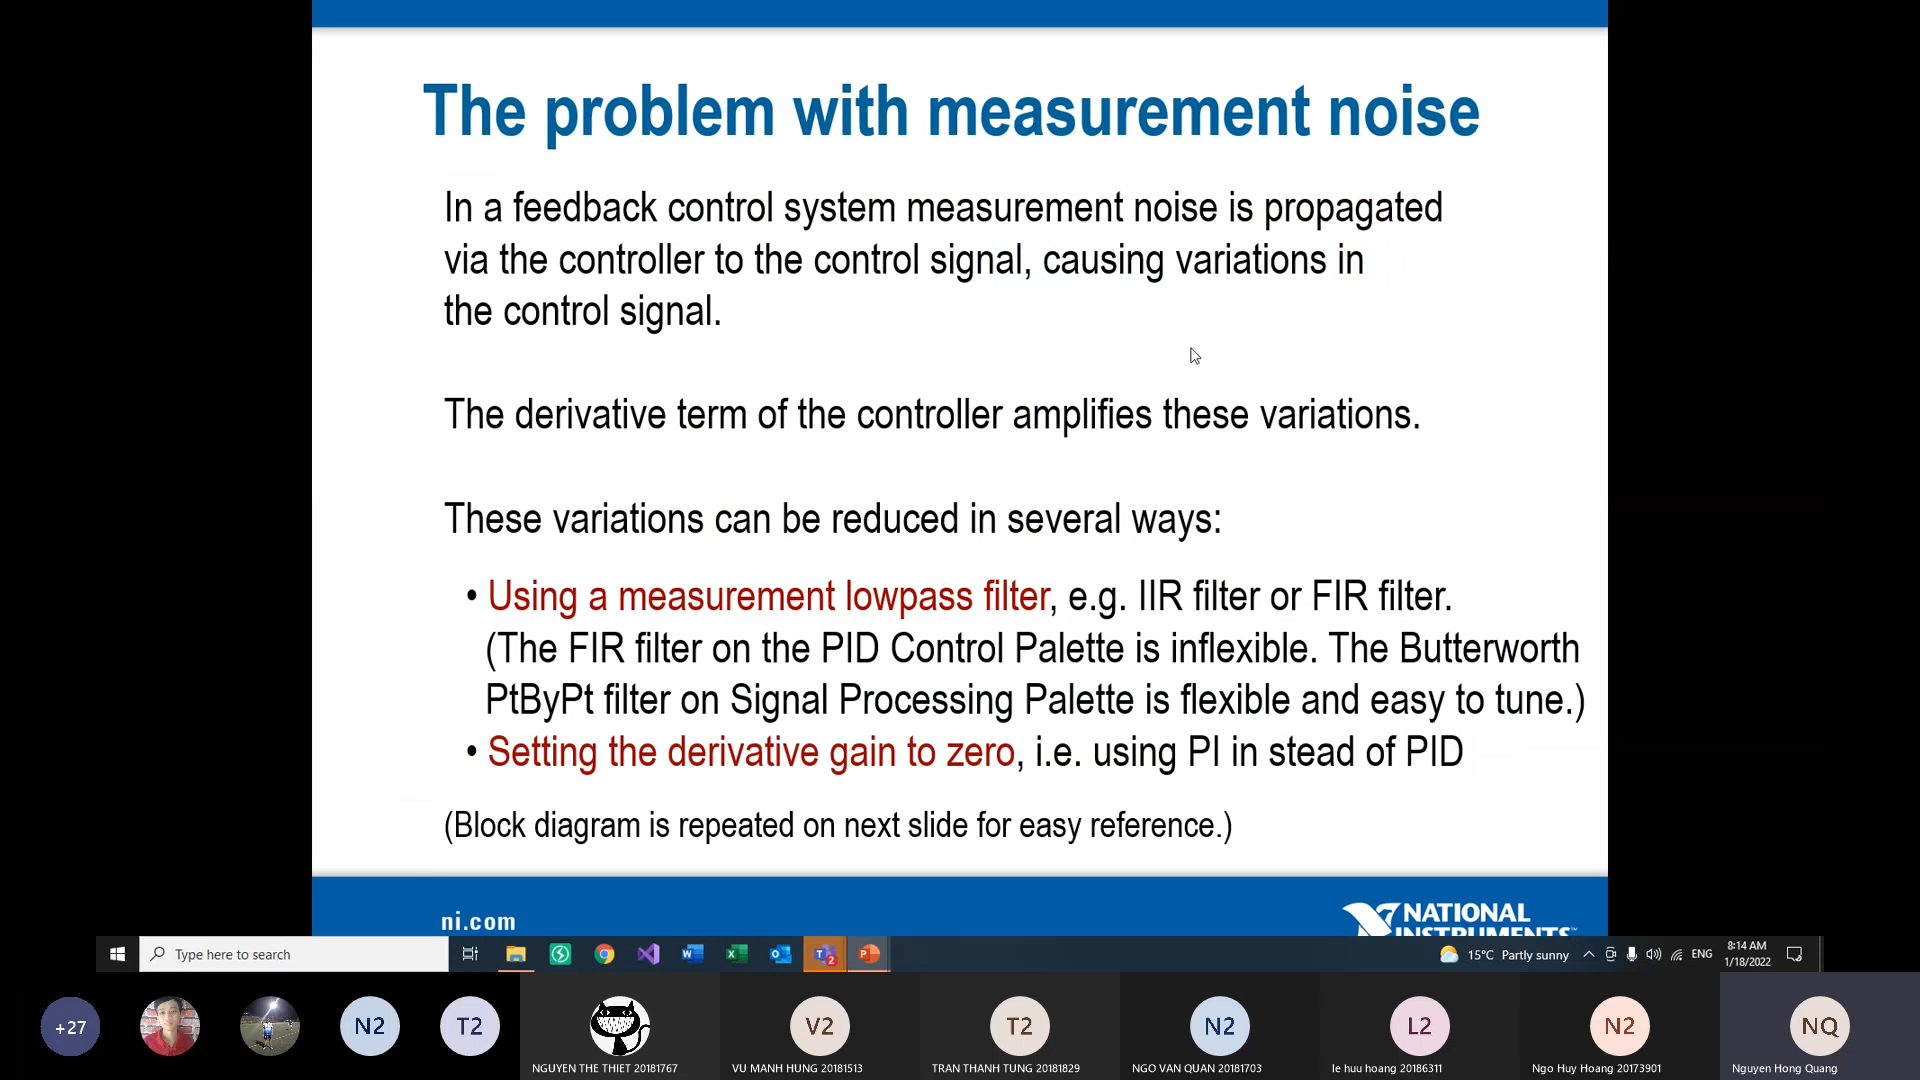 The problem with measurement noise
In a feedback control system measurement noise is propagated
via the controller to the control signal, causing variations in
the control signal.
The derivative term of the controller amplifies these variations.
These variations can be reduced in several ways:
• Using a measurement lowpass filter, e.g. IIR filter or FIR filter.
(The FIR filter on the PID Control Palette is inflexible. The Butterworth
PtByPt filter on Signal Processing Palette is flexible and easy to tune.)
• Setting the derivative gain to zero, i.e. using PI in stead of PID
(Block diagram is repeated on next slide for easy reference.)
ni.com
NATIONAL
INSTRUMENTS
Type here to search
2
15°C Partly sunny
ENG
8:14 AM
1/18/2022
+27
N2
T2
V2
T2
N2
L2
N2
NQ
NGUYEN THE THIET 20181767
VU MANH HUNG 20181513
TRAN THANH TUNG 20181829
NGO VAN QUAN 20181703
le huu hoang 20186311
Ngo Huy Hoang 20173901
Nguyen Hong Quang